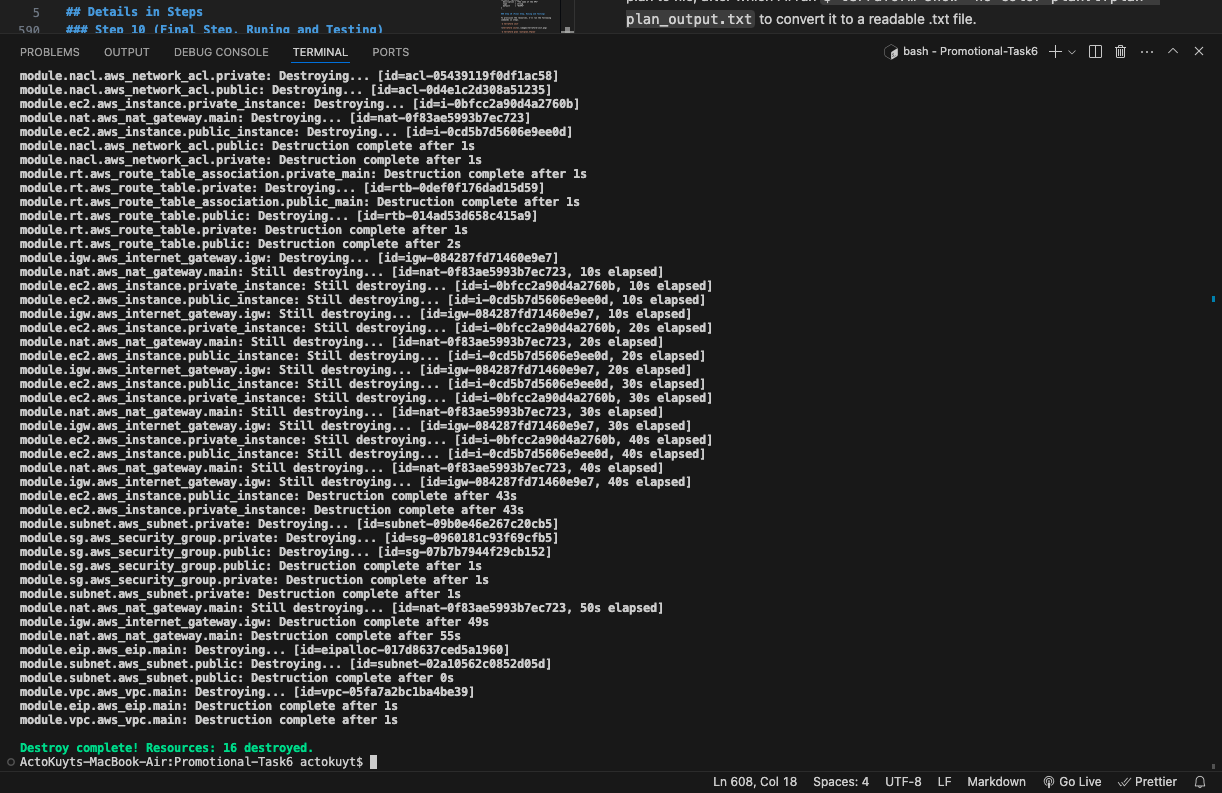 5 ## Details in Steps
590 ### Step 10 (Final Step, Runing and Testing)
plan_output.txt to convert it to a readable .txt file.
PROBLEMS OUTPUT DEBUG CONSOLE TERMINAL PORTS bash - Promotional-Task6
module.nacl.aws_network_acl.private: Destroying... [id=acl-05439119f0df1ac58]
module.nacl.aws_network_acl.public: Destroying... [id=acl-0d4e1c2d308a51235]
module.ec2.aws_instance.private_instance: Destroying... [id=i-0bfcc2a90d4a2760b]
module.nat.aws_nat_gateway.main: Destroying... [id=nat-0f83ae5993b7ec723]
module.ec2.aws_instance.public_instance: Destroying... [id=i-0cd5b7d5606e9ee0d]
module.nacl.aws_network_acl.public: Destruction complete after 1s
module.nacl.aws_network_acl.private: Destruction complete after 1s
module.rt.aws_route_table_association.private_main: Destruction complete after 1s
module.rt.aws_route_table.private: Destroying... [id=rtb-0def0f176dad15d59]
module.rt.aws_route_table_association.public_main: Destruction complete after 1s
module.rt.aws_route_table.public: Destroying... [id=rtb-014ad53d658c415a9]
module.rt.aws_route_table.private: Destruction complete after 1s
module.rt.aws_route_table.public: Destruction complete after 2s
module.igw.aws_internet_gateway.igw: Destroying... [id=igw-084287fd71460e9e7]
module.nat.aws_nat_gateway.main: Still destroying... [id=nat-0f83ae5993b7ec723, 10s elapsed]
module.ec2.aws_instance.private_instance: Still destroying... [id=i-0bfcc2a90d4a2760b, 10s elapsed]
module.ec2.aws_instance.public_instance: Still destroying... [id=i-0cd5b7d5606e9ee0d, 10s elapsed]
module.igw.aws_internet_gateway.igw: Still destroying... [id=igw-084287fd71460e9e7, 10s elapsed]
module.ec2.aws_instance.private_instance: Still destroying... [id=i-0bfcc2a90d4a2760b, 20s elapsed]
module.nat.aws_nat_gateway.main: Still destroying... [id=nat-0f83ae5993b7ec723, 20s elapsed]
module.ec2.aws_instance.public_instance: Still destroying... [id=i-0cd5b7d5606e9ee0d, 20s elapsed]
module.igw.aws_internet_gateway.igw: Still destroying... [id=igw-084287fd71460e9e7, 20s elapsed]
module.ec2.aws_instance.public_instance: Still destroying... [id=i-0cd5b7d5606e9ee0d, 30s elapsed]
module.ec2.aws_instance.private_instance: Still destroying... [id=i-0bfcc2a90d4a2760b, 30s elapsed]
module.nat.aws_nat_gateway.main: Still destroying... [id=nat-0f83ae5993b7ec723, 30s elapsed]
module.igw.aws_internet_gateway.igw: Still destroying... [id=igw-084287fd71460e9e7, 30s elapsed]
module.ec2.aws_instance.private_instance: Still destroying... [id=i-0bfcc2a90d4a2760b, 40s elapsed]
module.ec2.aws_instance.public_instance: Still destroying... [id=i-0cd5b7d5606e9ee0d, 40s elapsed]
module.nat.aws_nat_gateway.main: Still destroying... [id=nat-0f83ae5993b7ec723, 40s elapsed]
module.igw.aws_internet_gateway.igw: Still destroying... [id=igw-084287fd71460e9e7, 40s elapsed]
module.ec2.aws_instance.public_instance: Destruction complete after 43s
module.ec2.aws_instance.private_instance: Destruction complete after 43s
module.subnet.aws_subnet.private: Destroying... [id=subnet-09b0e46e267c20cb5]
module.sg.aws_security_group.private: Destroying... [id=sg-0960181c93f69cfb5]
module.sg.aws_security_group.public: Destroying... [id=sg-07b7b7944f29cb152]
module.sg.aws_security_group.public: Destruction complete after 1s
module.sg.aws_security_group.private: Destruction complete after 1s
module.subnet.aws_subnet.private: Destruction complete after 1s
module.nat.aws_nat_gateway.main: Still destroying... [id=nat-0f83ae5993b7ec723, 50s elapsed]
module.igw.aws_internet_gateway.igw: Destruction complete after 49s
module.nat.aws_nat_gateway.main: Destruction complete after 55s
module.eip.aws_eip.main: Destroying... [id=eipalloc-017d8637ced5a1960]
module.subnet.aws_subnet.public: Destroying... [id=subnet-02a10562c0852d05d]
module.subnet.aws_subnet.public: Destruction complete after 0s
module.vpc.aws_vpc.main: Destroying... [id=vpc-05fa7a2bc1ba4be39]
module.eip.aws_eip.main: Destruction complete after 1s
module.vpc.aws_vpc.main: Destruction complete after 1s
Destroy complete! Resources: 16 destroyed.
ActoKuyts-MacBook-Air:Promotional-Task6 actokuyt$
Ln 608, Col 18 Spaces: 4 UTF-8 LF Markdown Go Live Prettier